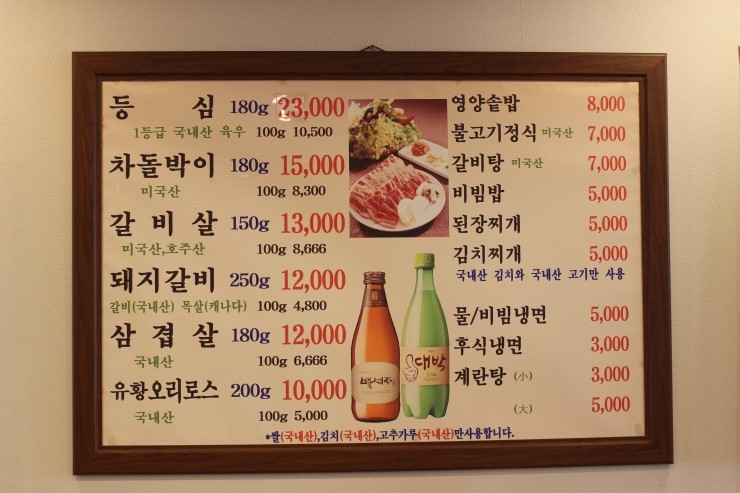 등 심 180g 23,000
1등급 국내산 육우 100g 10,500
차돌박이 180g 15,000
미국산 100g 8,300
갈비살 150g 13,000
미국산,호주산 100g 8,666
돼지갈비 250g 12,000
갈비(국내산) 목살(캐나다) 100g 4,800
삼겹살 180g 12,000
국내산 100g 6,666
유황오리로스 200g 10,000
국내산 100g 5,000
영양솥밥 8,000
불고기정식 미국산 7,000
갈비탕 미국산 7,000
비빔밥 5,000
된장찌개 5,000
김치찌개 5,000
국내산 김치와 국내산 고기만 사용
물/비빔냉면 5,000
후식냉면 3,000
계란탕 (小) 3,000
(大) 5,000
백세주
대박
*쌀(국내산),김치(국내산),고추가루(국내산)만사용합니다.